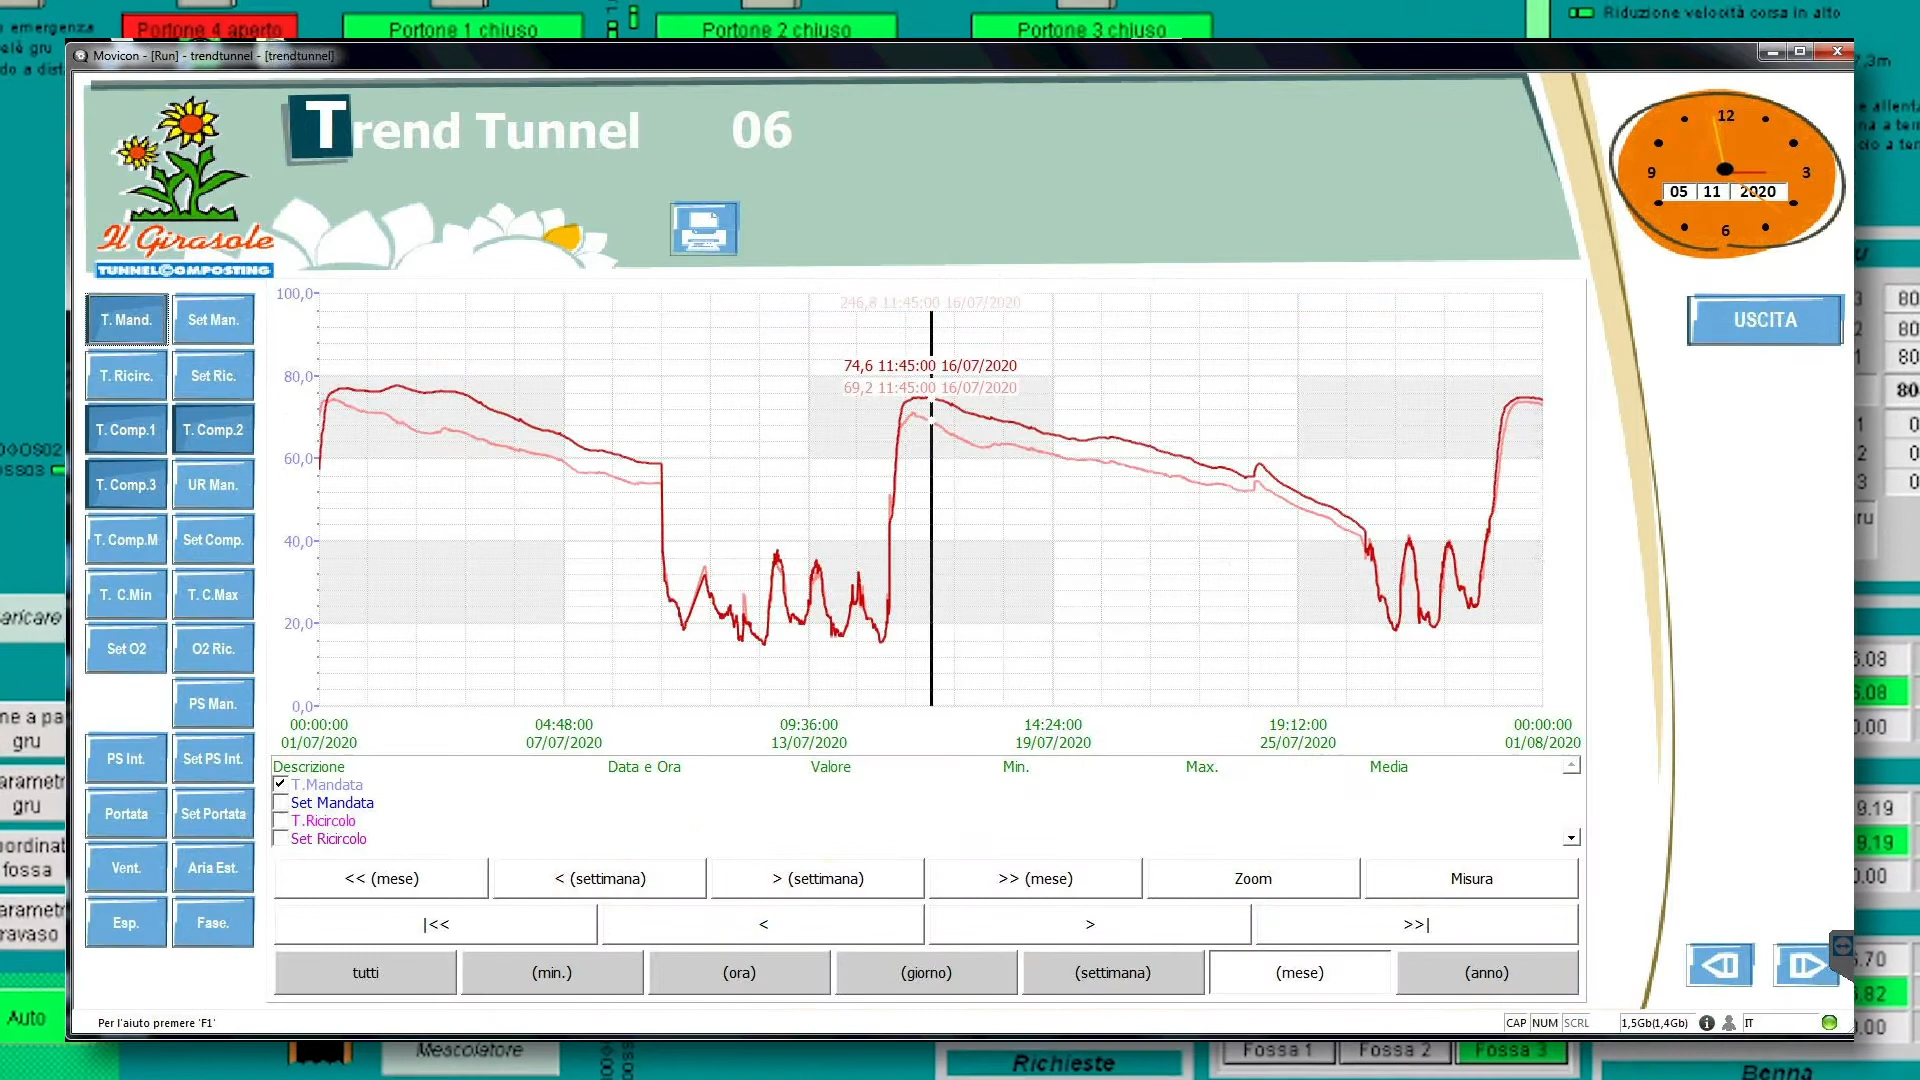 emergenza
Portone 4 aperto
Portone 1 chiuso
Portone 2 chiuso
Portone 3 chiuso
Riduzione velocità corsa in alto
Movicon - [Run] - trendtunnel - [trendtunnel]
Trend Tunnel 06
Il Girasole
TUNNELCOMPOSTING
12
9
3
6
05 11 2020
USCITA
T. Mand.
Set Man.
T. Ricirc.
Set Ric.
T. Comp.1
T. Comp.2
T. Comp.3
UR Man.
T. Comp.M
Set Comp.
T. C.Min
T. C.Max
Set O2
O2 Ric.
PS Man.
PS Int.
Set PS Int.
Portata
Set Portata
Vent.
Aria Est.
Esp.
Fase.
100,0
80,0
60,0
40,0
20,0
0,0
246,8 11:45:00 16/07/2020
74,6 11:45:00 16/07/2020
69,2 11:45:00 16/07/2020
00:00:00 04:48:00 09:36:00 14:24:00 19:12:00 00:00:00
01/07/2020 07/07/2020 13/07/2020 19/07/2020 25/07/2020 01/08/2020
Descrizione Data e Ora Valore Min. Max. Media
T.Mandata
Set Mandata
T.Ricircolo
Set Ricircolo
<< (mese) < (settimana) > (settimana) >> (mese) Zoom Misura
|<< < > >>|
tutti (min.) (ora) (giorno) (settimana) (mese) (anno)
Per l'aiuto premere 'F1'
CAP NUM SCRL 1,5Gb(1,4Gb) IT
gru
gru
fossa
Auto
Mescolatore
Richieste
Fossa 1
Fossa 2
Fossa 3
Benna